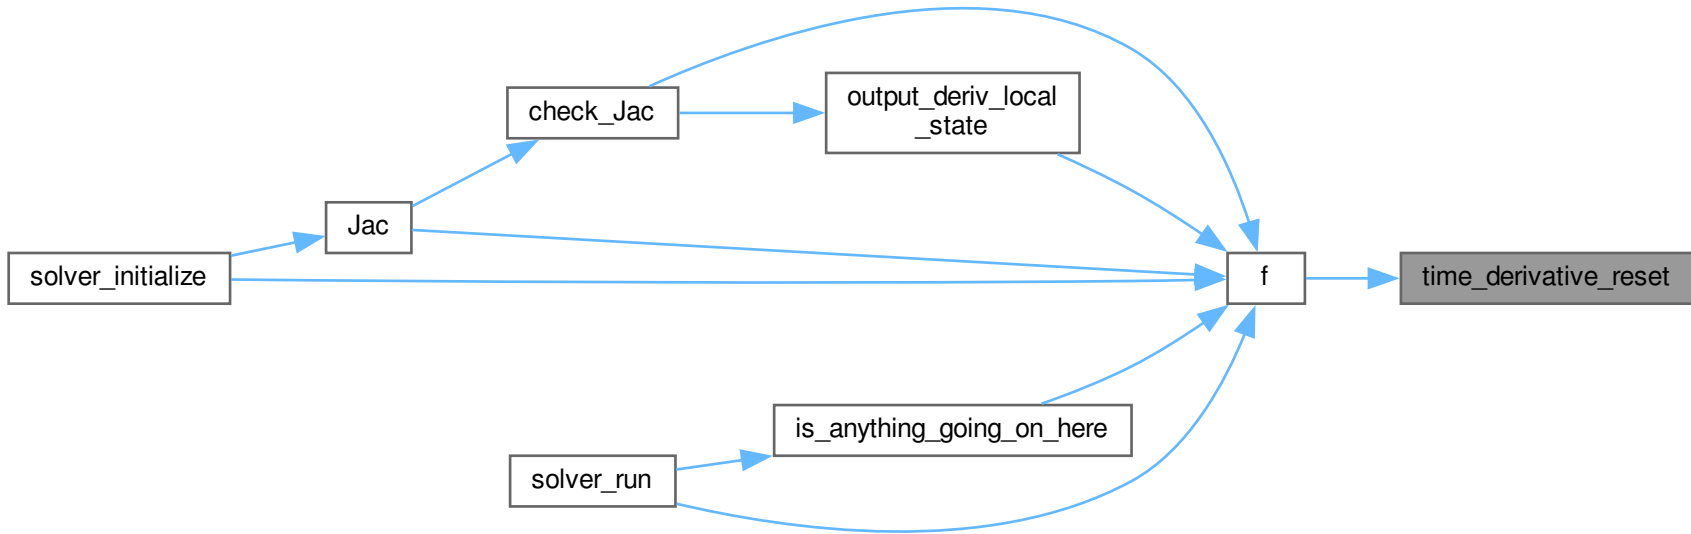 output_deriv_local
_state
check_Jac
Jac
solver_initialize
f
time_derivative_reset
is_anything_going_on_here
solver_run